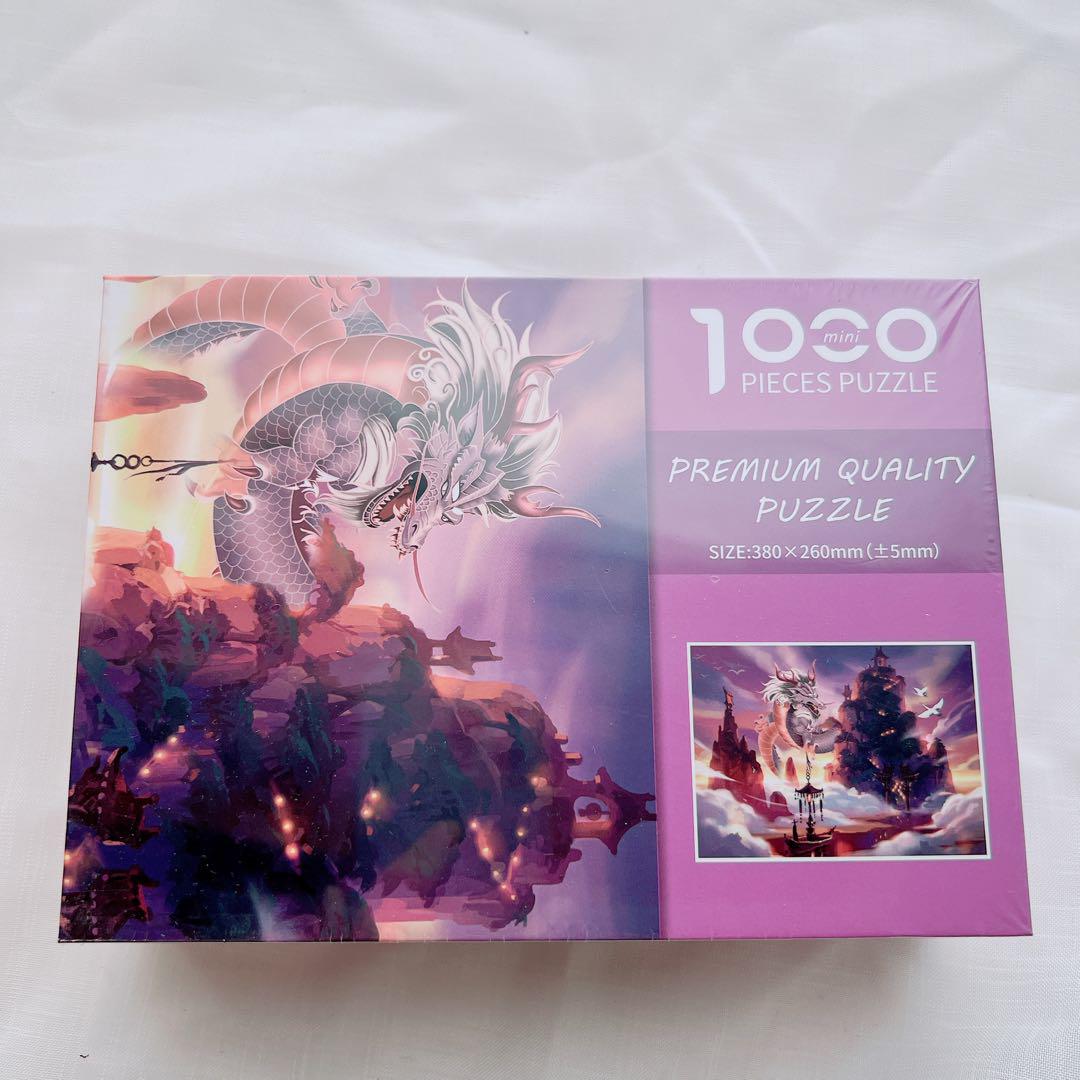 1000
mini
PIECES PUZZLE
PREMIUM QUALITY
PUZZLE
SIZE:380×260mm(±5mm)